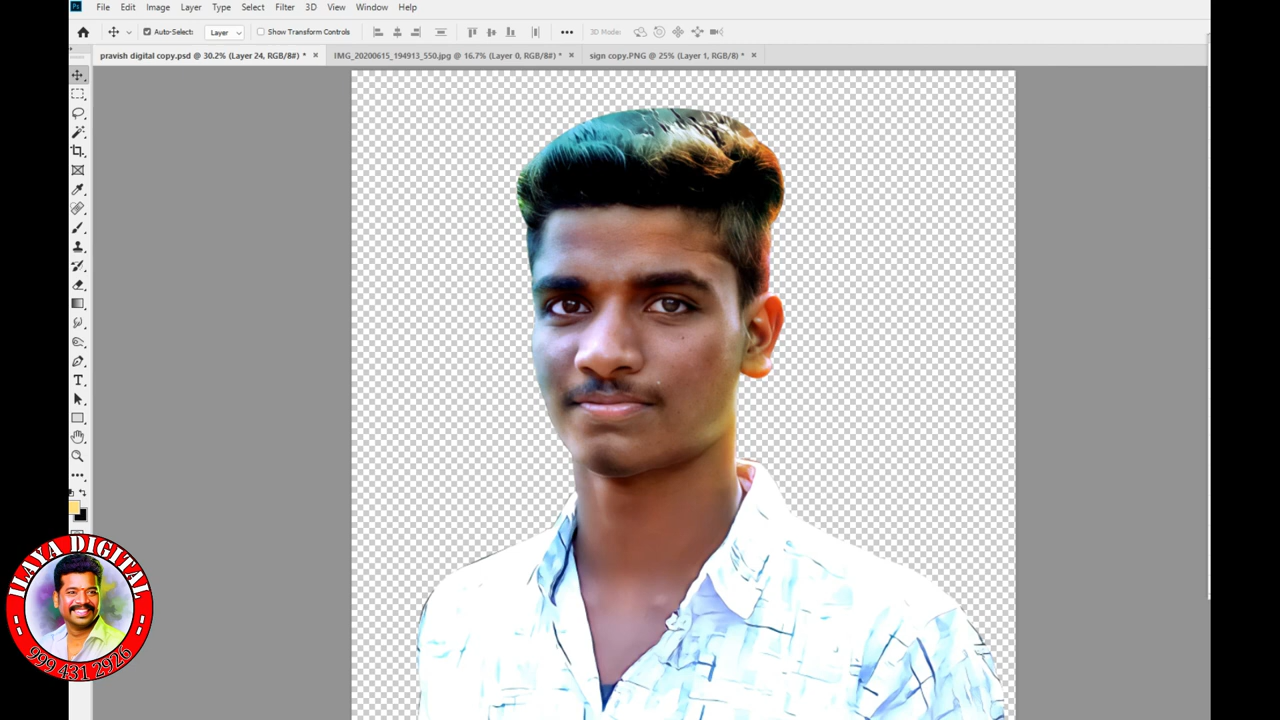 File Edit Image Layer Type Select Filter 3D View Window Help
Auto-Select: Layer Show Transform Controls 3D Mode:
pravish digital copy.psd @ 30.2% (Layer 24, RGB/8#) * × IMG_20200615_194913_550.jpg @ 16.7% (Layer 0, RGB/8#) * × sign copy.PNG @ 25% (Layer 1, RGB/8) * ×
ILAYA DIGITAL
999 431 2926